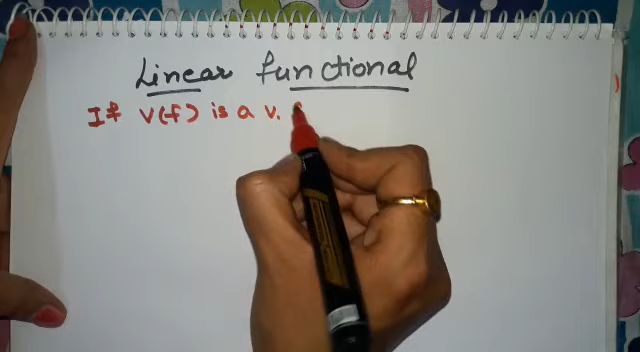 Linear functional
If V(f) is a v.